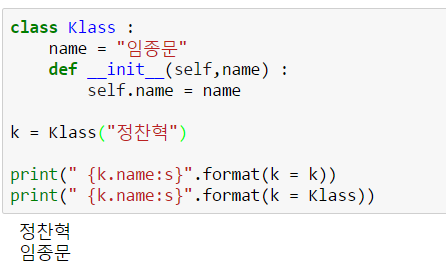 class Klass :
    name = "임종문"
    def __init__(self,name) :
        self.name = name
k = Klass("정찬혁")
print(" {k.name:s}".format(k = k))
print(" {k.name:s}".format(k = Klass))
정찬혁
임종문